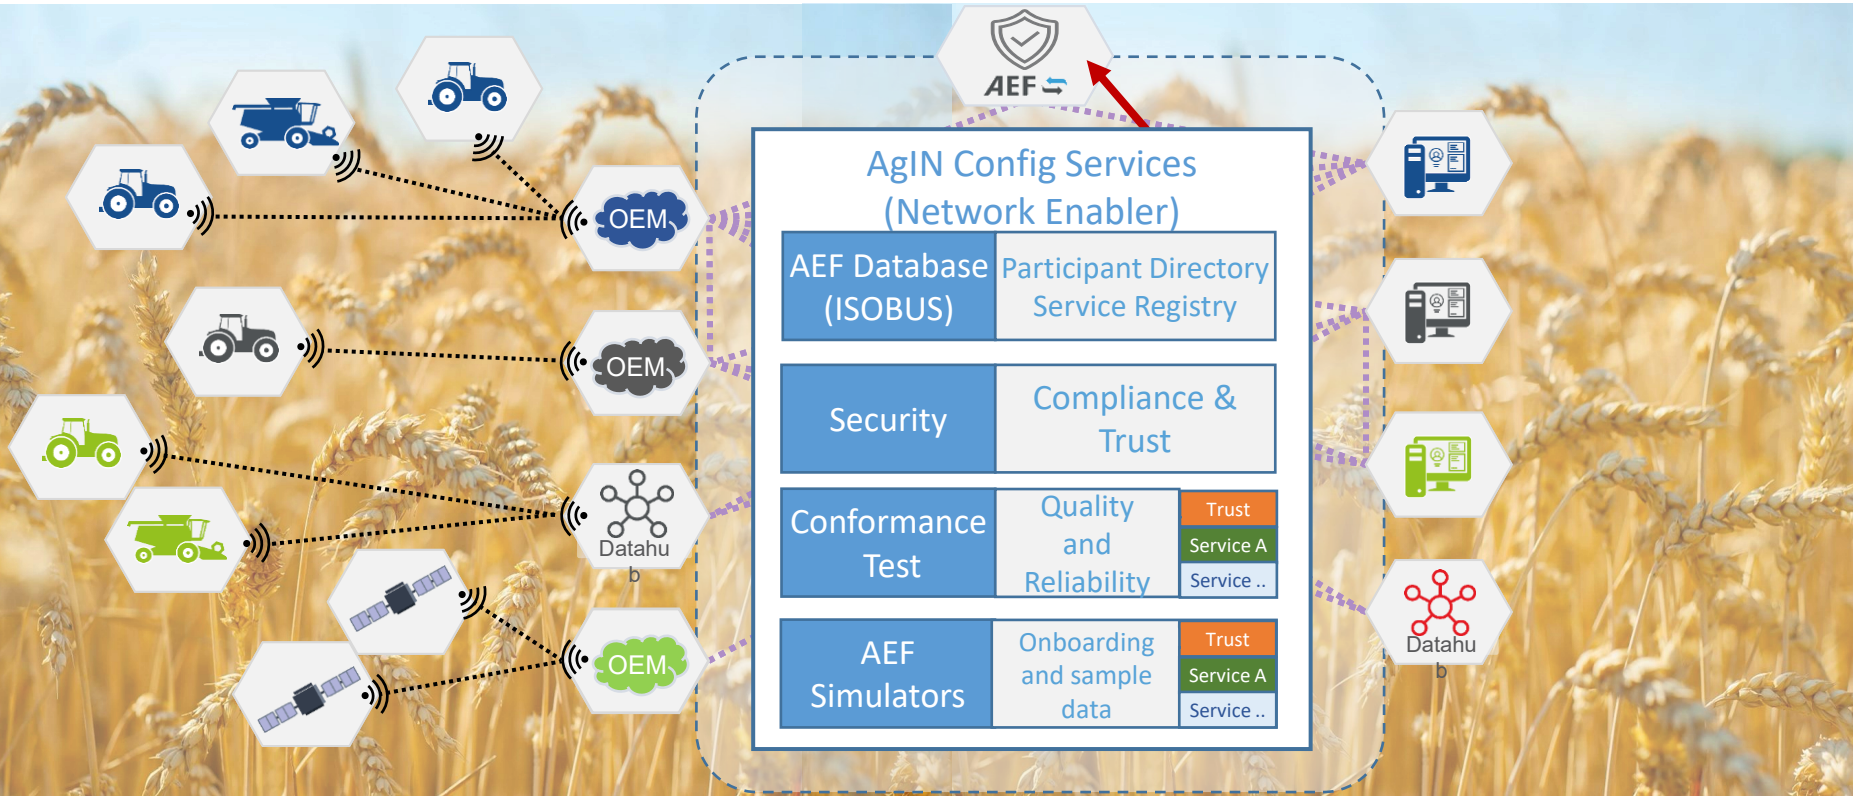 AEF
AgIN Config Services
(Network Enabler)
AEF Database
(ISOBUS)
Participant Directory
Service Registry
Security
Compliance &
Trust
Conformance
Test
Quality
and
Reliability
Trust
Service A
Service ..
AEF
Simulators
Onboarding
and sample
data
Trust
Service A
Service ..
OEM
OEM
Datahu
b
OEM
Datahu
b